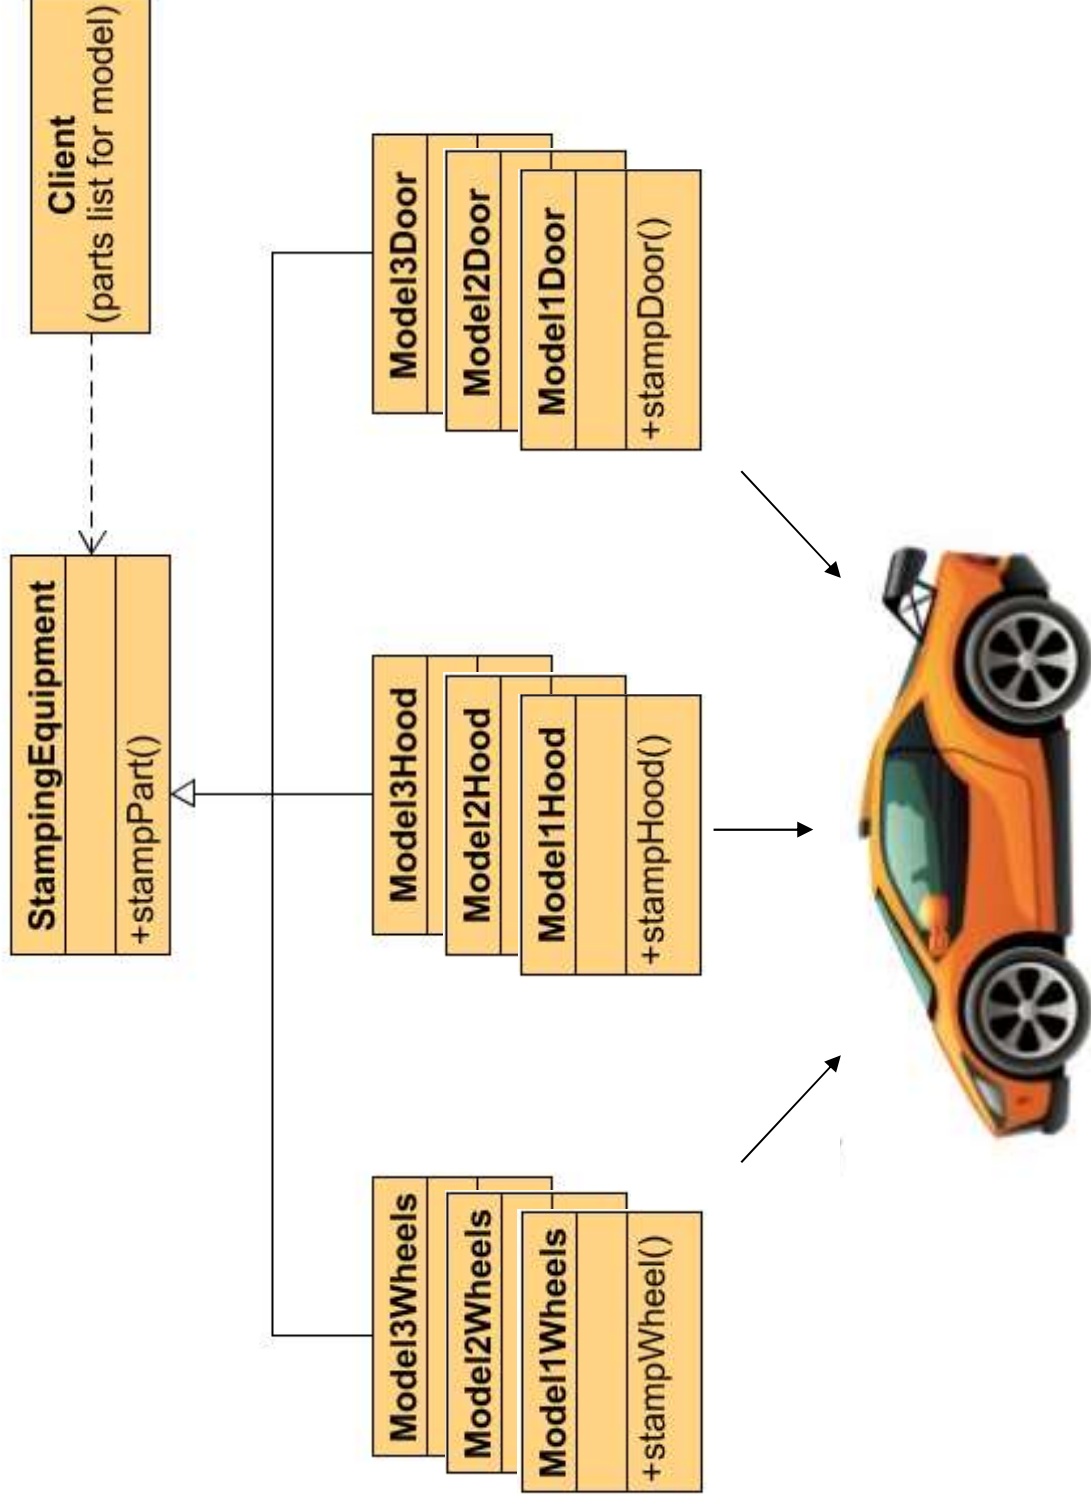 Client
(parts list for model)
StampingEquipment
+stampPart()
Model3Wheels
Model2Wheels
Model1Wheels
+stampWheel()
Model3Hood
Model2Hood
Model1Hood
+stampHood()
Model3Door
Model2Door
Model1Door
+stampDoor()